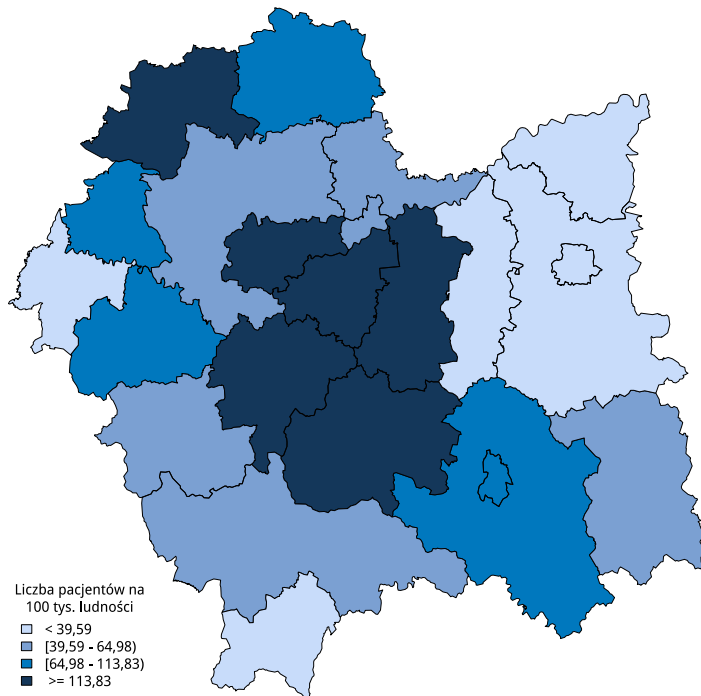 Liczba pacjentów na
100 tys. ludności
< 39,59
[39,59 - 64,98)
[64,98 - 113,83)
>= 113,83